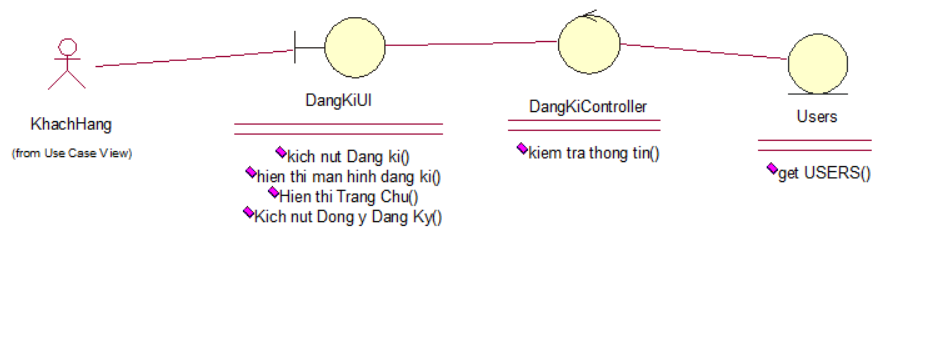 KhachHang
(from Use Case View)
DangKiUI
kich nut Dang ki()
hien thi man hinh dang ki()
Hien thi Trang Chu()
Kich nut Dong y Dang Ky()
DangKiController
kiem tra thong tin()
Users
get USERS()